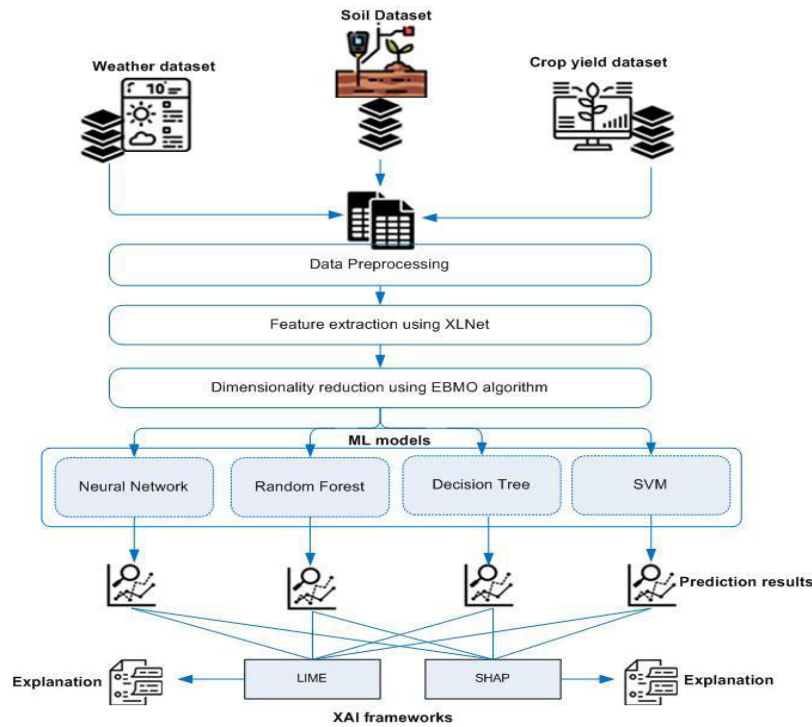 Soil Dataset
Weather dataset
10°
Crop yield dataset
Data Preprocessing
Feature extraction using XLNet
Dimensionality reduction using EBMO algorithm
ML models
Neural Network
Random Forest
Decision Tree
SVM
Prediction results
LIME
SHAP
Explanation
Explanation
XAI frameworks